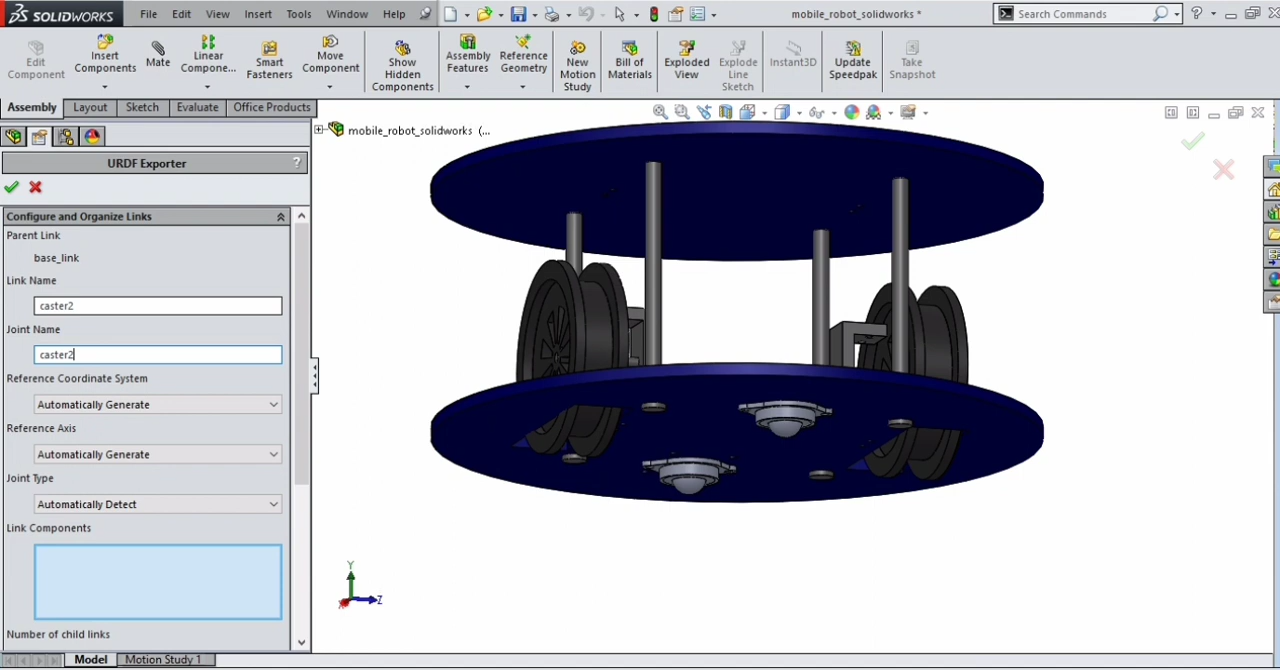 SOLIDWORKS File Edit View Insert Tools Window Help mobile_robot_solidworks * Search Commands ?
Edit Component
Insert Components
Mate
Linear Compone...
Smart Fasteners
Move Component
Show Hidden Components
Assembly Features
Reference Geometry
New Motion Study
Bill of Materials
Exploded View
Explode Line Sketch
Instant3D
Update Speedpak
Take Snapshot
Assembly Layout Sketch Evaluate Office Products
mobile_robot_solidworks (...
URDF Exporter ?
Configure and Organize Links
Parent Link
base_link
Link Name
caster2
Joint Name
caster2
Reference Coordinate System
Automatically Generate
Reference Axis
Automatically Generate
Joint Type
Automatically Detect
Link Components
Number of child links
Y
Z
Model Motion Study 1